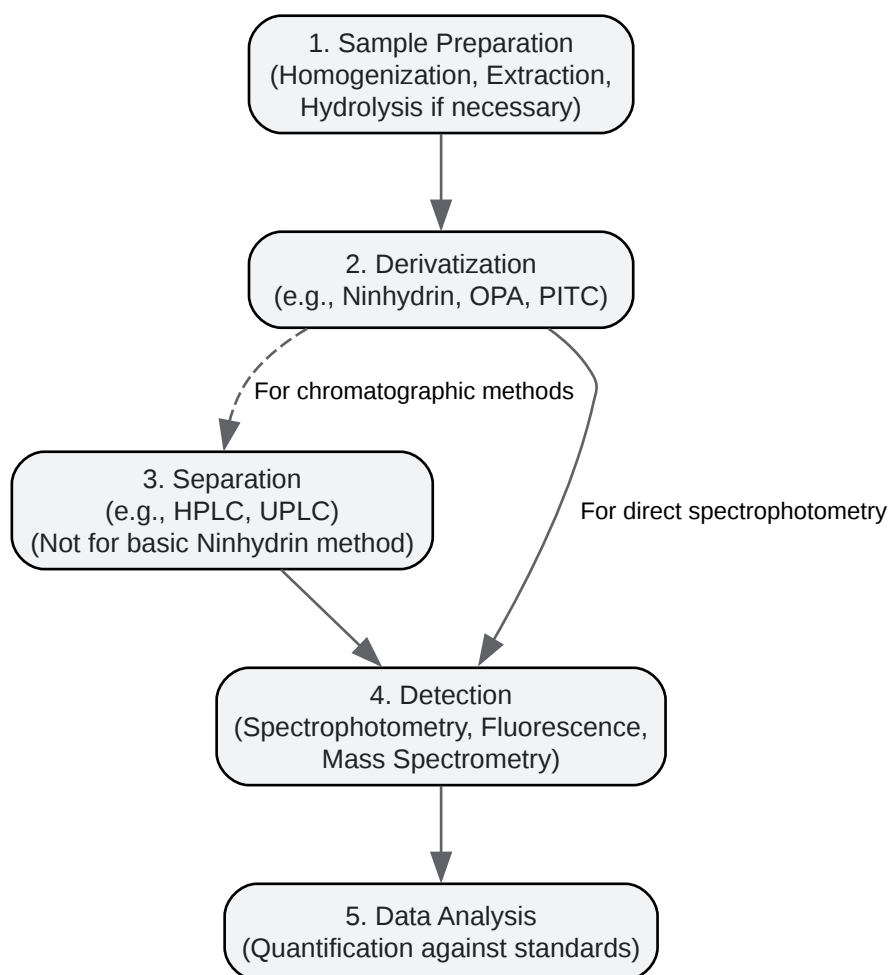 1. Sample Preparation
(Homogenization, Extraction,
Hydrolysis if necessary)
2. Derivatization
(e.g., Ninhydrin, OPA, PITC)
For chromatographic methods
3. Separation
(e.g., HPLC, UPLC)
(Not for basic Ninhydrin method)
For direct spectrophotometry
4. Detection
(Spectrophotometry, Fluorescence,
Mass Spectrometry)
5. Data Analysis
(Quantification against standards)